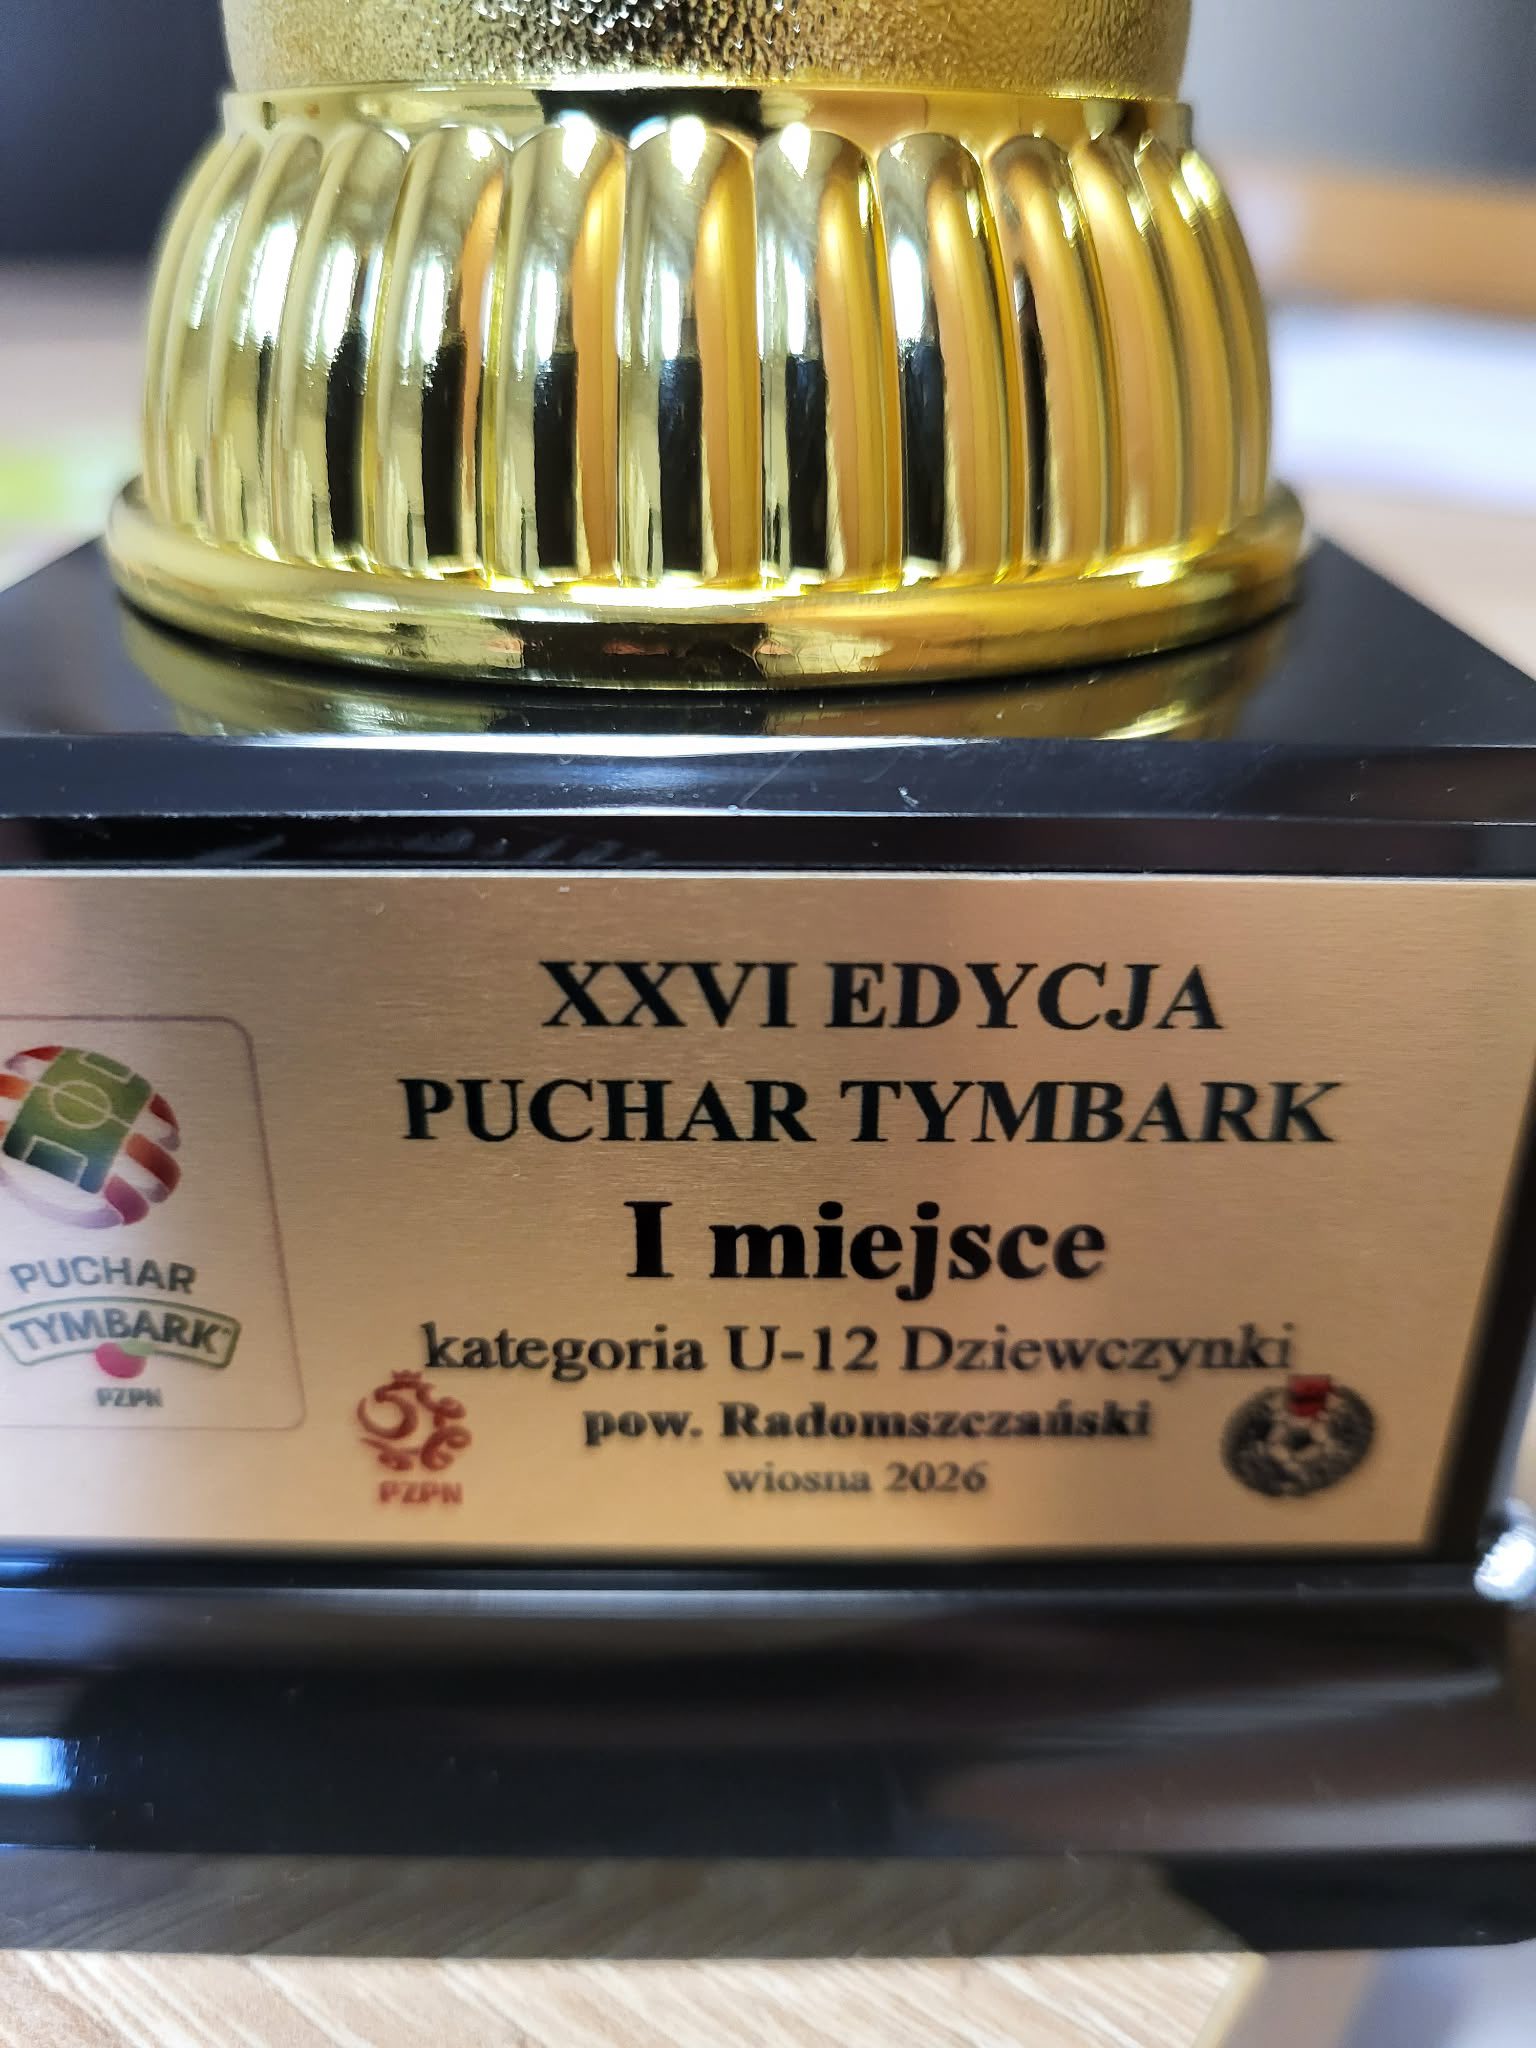 XXVI EDYCJA
PUCHAR TYMBARK
I miejsce
kategoria U-12 Dziewczynki
pow. Radomszczański
wiosna 2026
PUCHAR
TYMBARK
PZPN
PZPN